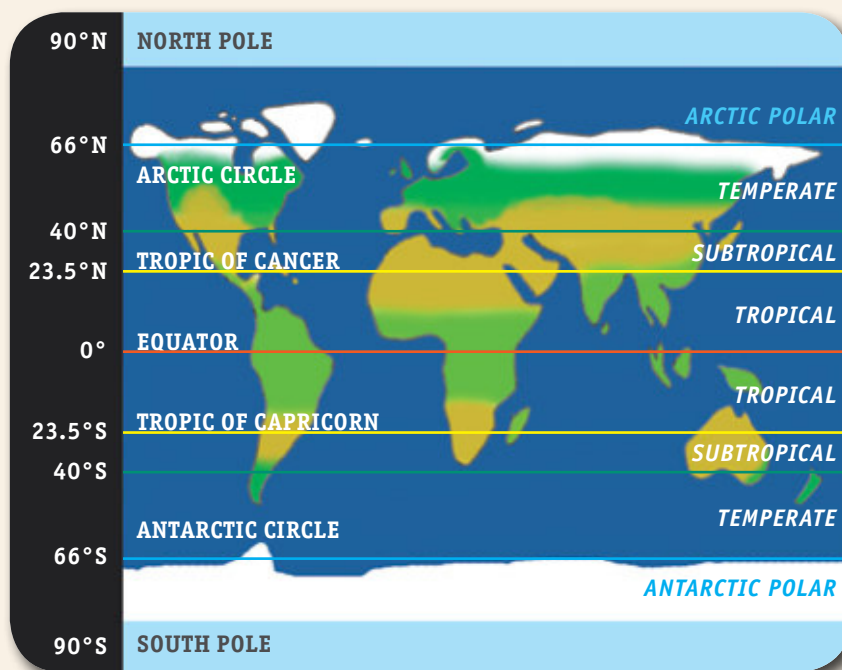 90°N NORTH POLE
ARCTIC POLAR
66°N
ARCTIC CIRCLE
TEMPERATE
40°N
SUBTROPICAL
TROPIC OF CANCER
23.5°N
TROPICAL
EQUATOR
0°
TROPICAL
TROPIC OF CAPRICORN
23.5°S
SUBTROPICAL
40°S
TEMPERATE
ANTARCTIC CIRCLE
66°S
ANTARCTIC POLAR
90°S SOUTH POLE